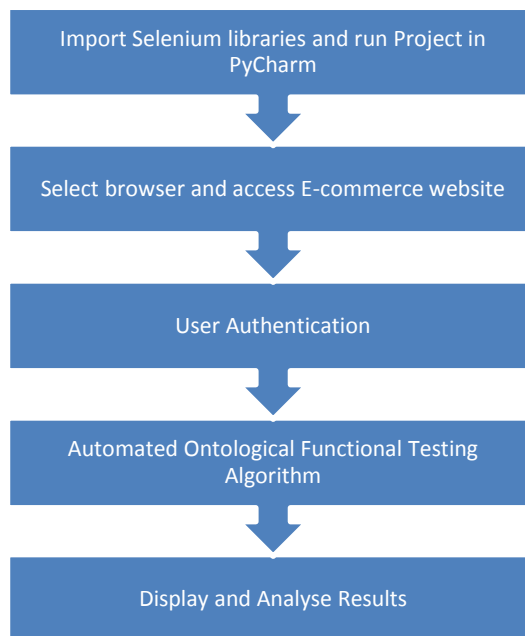 Import Selenium libraries and run Project in
PyCharm
Select browser and access E-commerce website
User Authentication
Automated Ontological Functional Testing
Algorithm
Display and Analyse Results